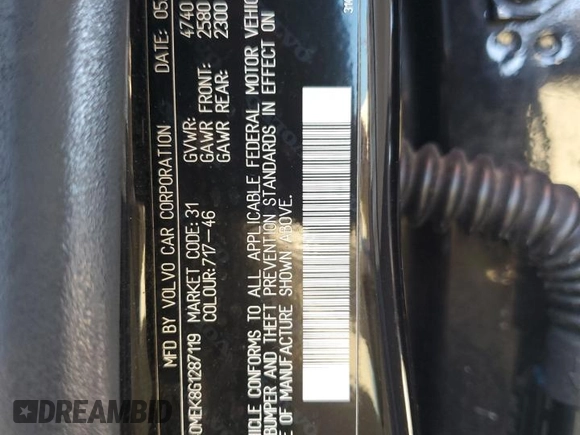 MFD BY VOLVO CAR CORPORATION DATE: 05
GVWR: 4740
GAWR FRONT: 2580
GAWR REAR: 2300
0MEK8G1287119 MARKET CODE: 31
COLOUR: 717-46
HICLE CONFORMS TO ALL APPLICABLE FEDERAL MOTOR VEHIC
BUMPER AND THEFT PREVENTION STANDARDS IN EFFECT ON
OF MANUFACTURE SHOWN ABOVE.
DREAMBID